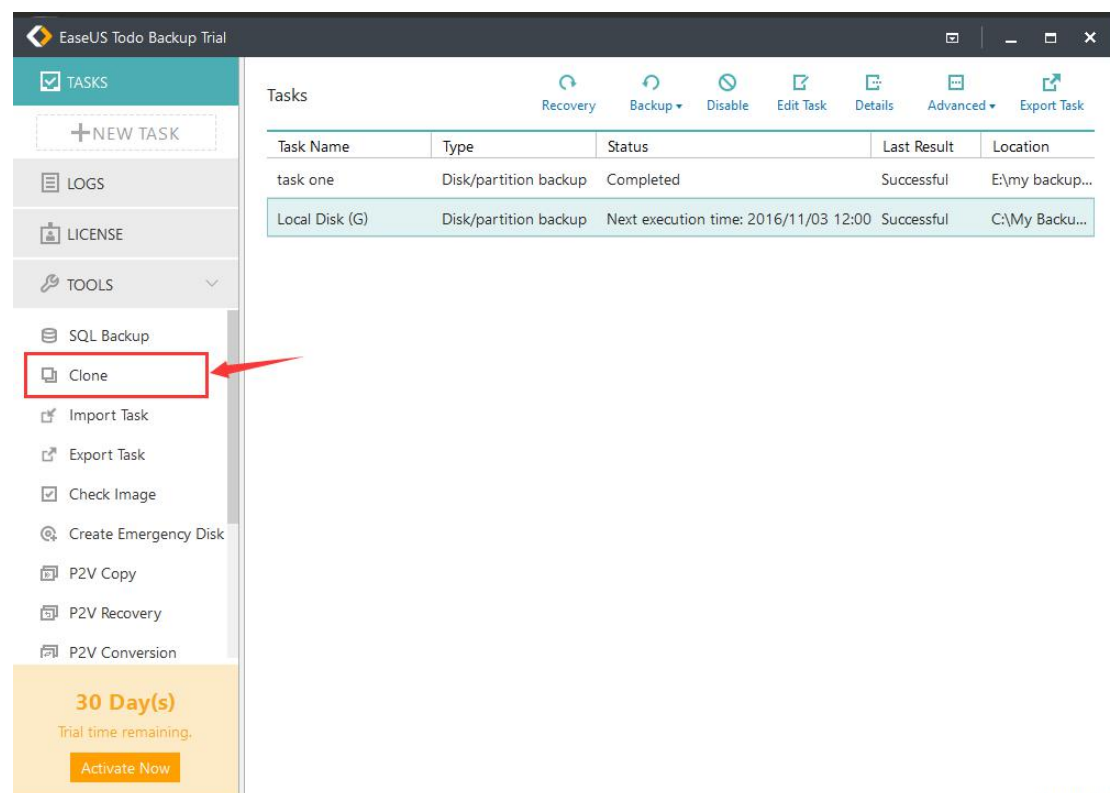 EaseUS Todo Backup Trial
TASKS
NEW TASK
LOGS
LICENSE
TOOLS
SQL Backup
Clone
Import Task
Export Task
Check Image
Create Emergency Disk
P2V Copy
P2V Recovery
P2V Conversion
30 Day(s)
Trial time remaining.
Activate Now
Tasks
Recovery Backup Disable Edit Task Details Advanced Export Task
Task Name Type Status Last Result Location
task one Disk/partition backup Completed Successful E:\my backup...
Local Disk (G) Disk/partition backup Next execution time: 2016/11/03 12:00 Successful C:\My Backu...